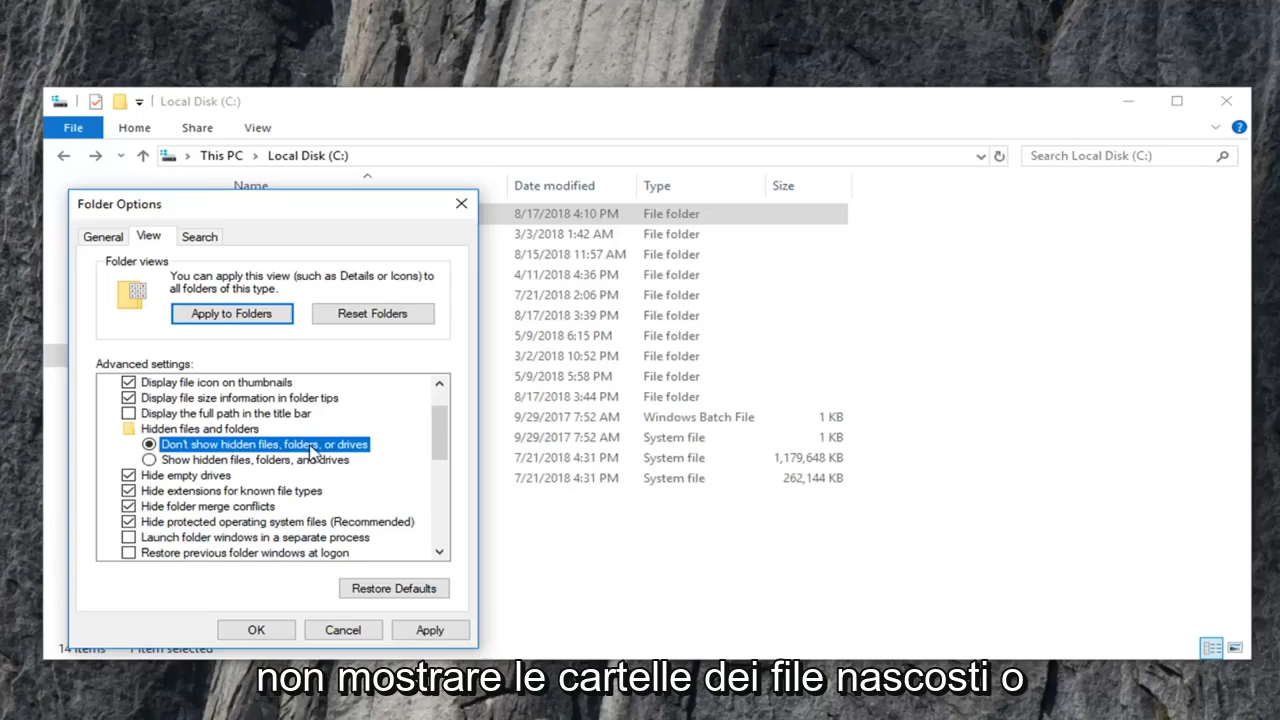 Local Disk (C:)
File Home Share View
This PC > Local Disk (C:) Search Local Disk (C:)
Name Date modified Type Size
8/17/2018 4:10 PM File folder
3/3/2018 1:42 AM File folder
8/15/2018 11:57 AM File folder
4/11/2018 4:36 PM File folder
7/21/2018 2:06 PM File folder
8/17/2018 3:39 PM File folder
5/9/2018 6:15 PM File folder
3/2/2018 10:52 PM File folder
5/9/2018 5:58 PM File folder
8/17/2018 3:44 PM File folder
9/29/2017 7:52 AM Windows Batch File 1 KB
9/29/2017 7:52 AM System file 1 KB
7/21/2018 4:31 PM System file 1,179,648 KB
7/21/2018 4:31 PM System file 262,144 KB
Folder Options
General View Search
Folder views
You can apply this view (such as Details or Icons) to
all folders of this type.
Apply to Folders Reset Folders
Advanced settings:
Display file icon on thumbnails
Display file size information in folder tips
Display the full path in the title bar
Hidden files and folders
Don't show hidden files, folders, or drives
Show hidden files, folders, and drives
Hide empty drives
Hide extensions for known file types
Hide folder merge conflicts
Hide protected operating system files (Recommended)
Launch folder windows in a separate process
Restore previous folder windows at logon
Restore Defaults
OK Cancel Apply
14 items 1 item selected
non mostrare le cartelle dei file nascosti o